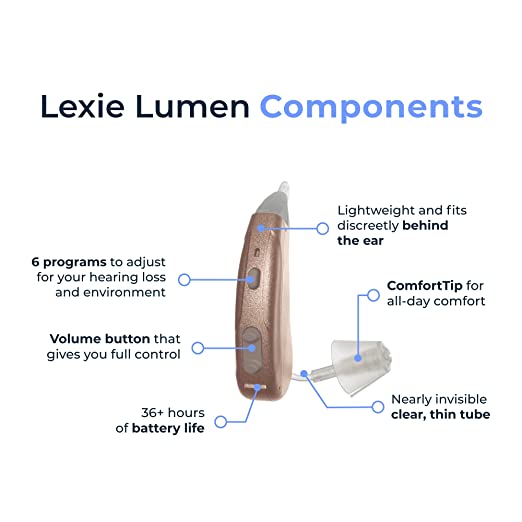 Lexie Lumen Components
Lightweight and fits
discreetly behind
the ear
6 programs to adjust
for your hearing loss
and environment
ComfortTip for
all-day comfort
Volume button that
gives you full control
Nearly invisible
clear, thin tube
36+ hours
of battery life